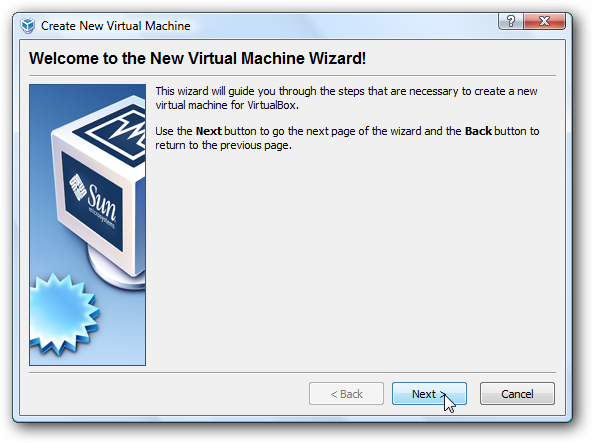 Create New Virtual Machine
Welcome to the New Virtual Machine Wizard!
This wizard will guide you through the steps that are necessary to create a new
virtual machine for VirtualBox.
Use the Next button to go the next page of the wizard and the Back button to
return to the previous page.
Sun
microsystems
< Back
Next >
Cancel